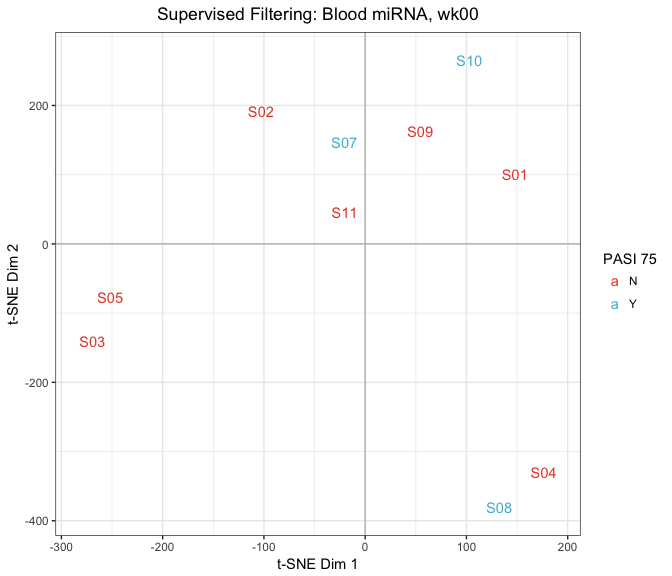 Supervised Filtering: Blood miRNA, wk00
S10
S02
S09
S07
S01
S11
S05
S03
S04
S08
200
0
-200
-400
-300
-200
-100
0
100
200
t-SNE Dim 1
t-SNE Dim 2
PASI 75
a N
a Y